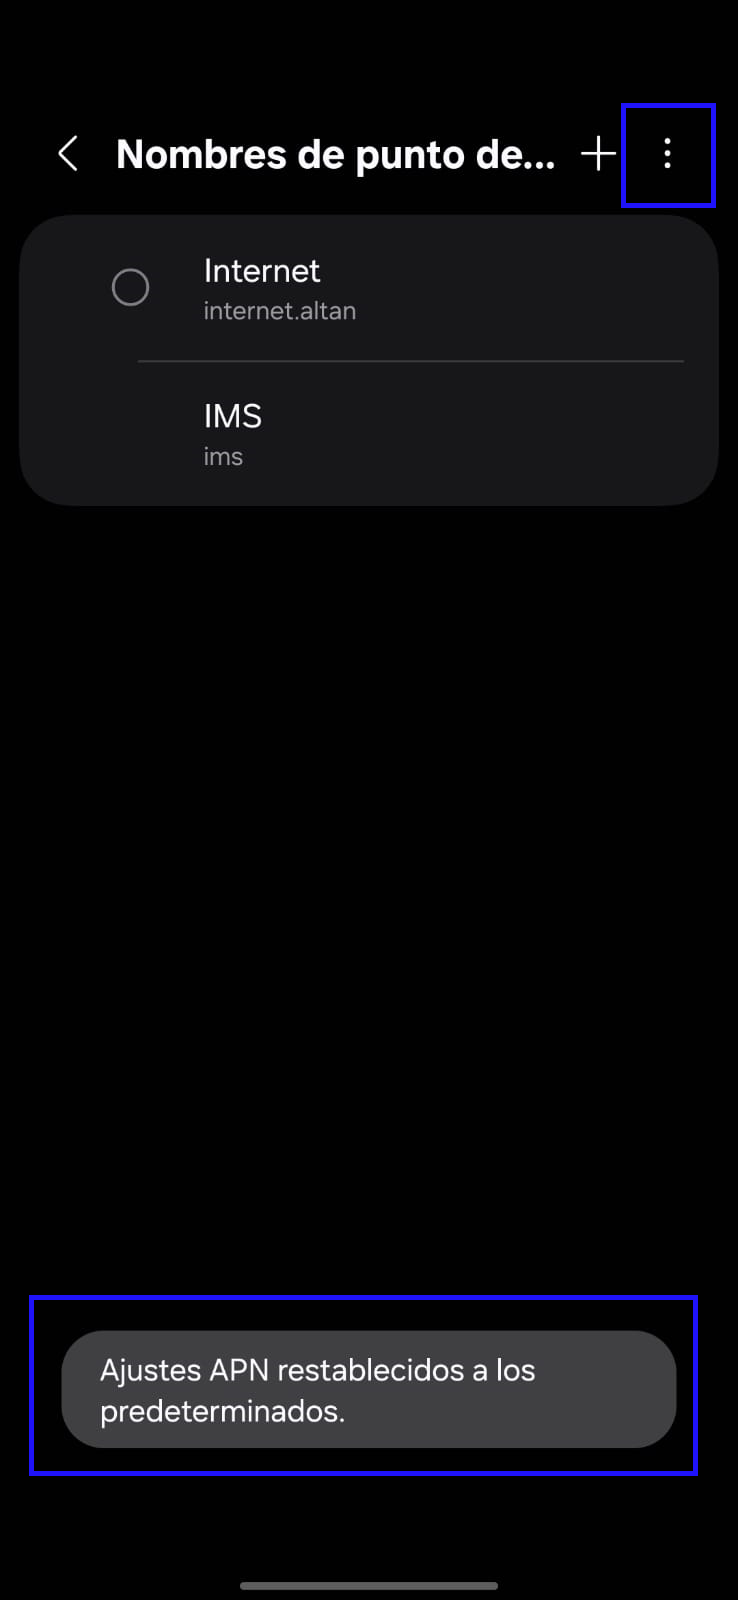 Nombres de punto de...
Internet
internet.altan
IMS
ims
Ajustes APN restablecidos a los
predeterminados.